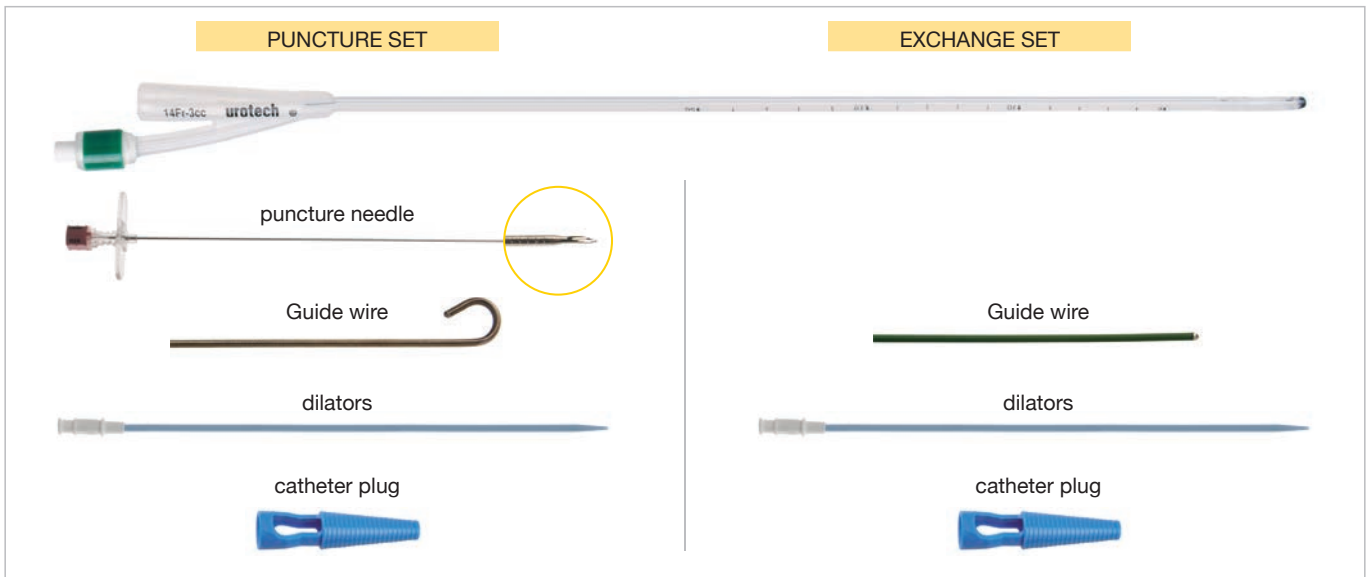 PUNCTURE SET
EXCHANGE SET
14Fr-3cc urotech
puncture needle
Guide wire
Guide wire
dilators
dilators
catheter plug
catheter plug